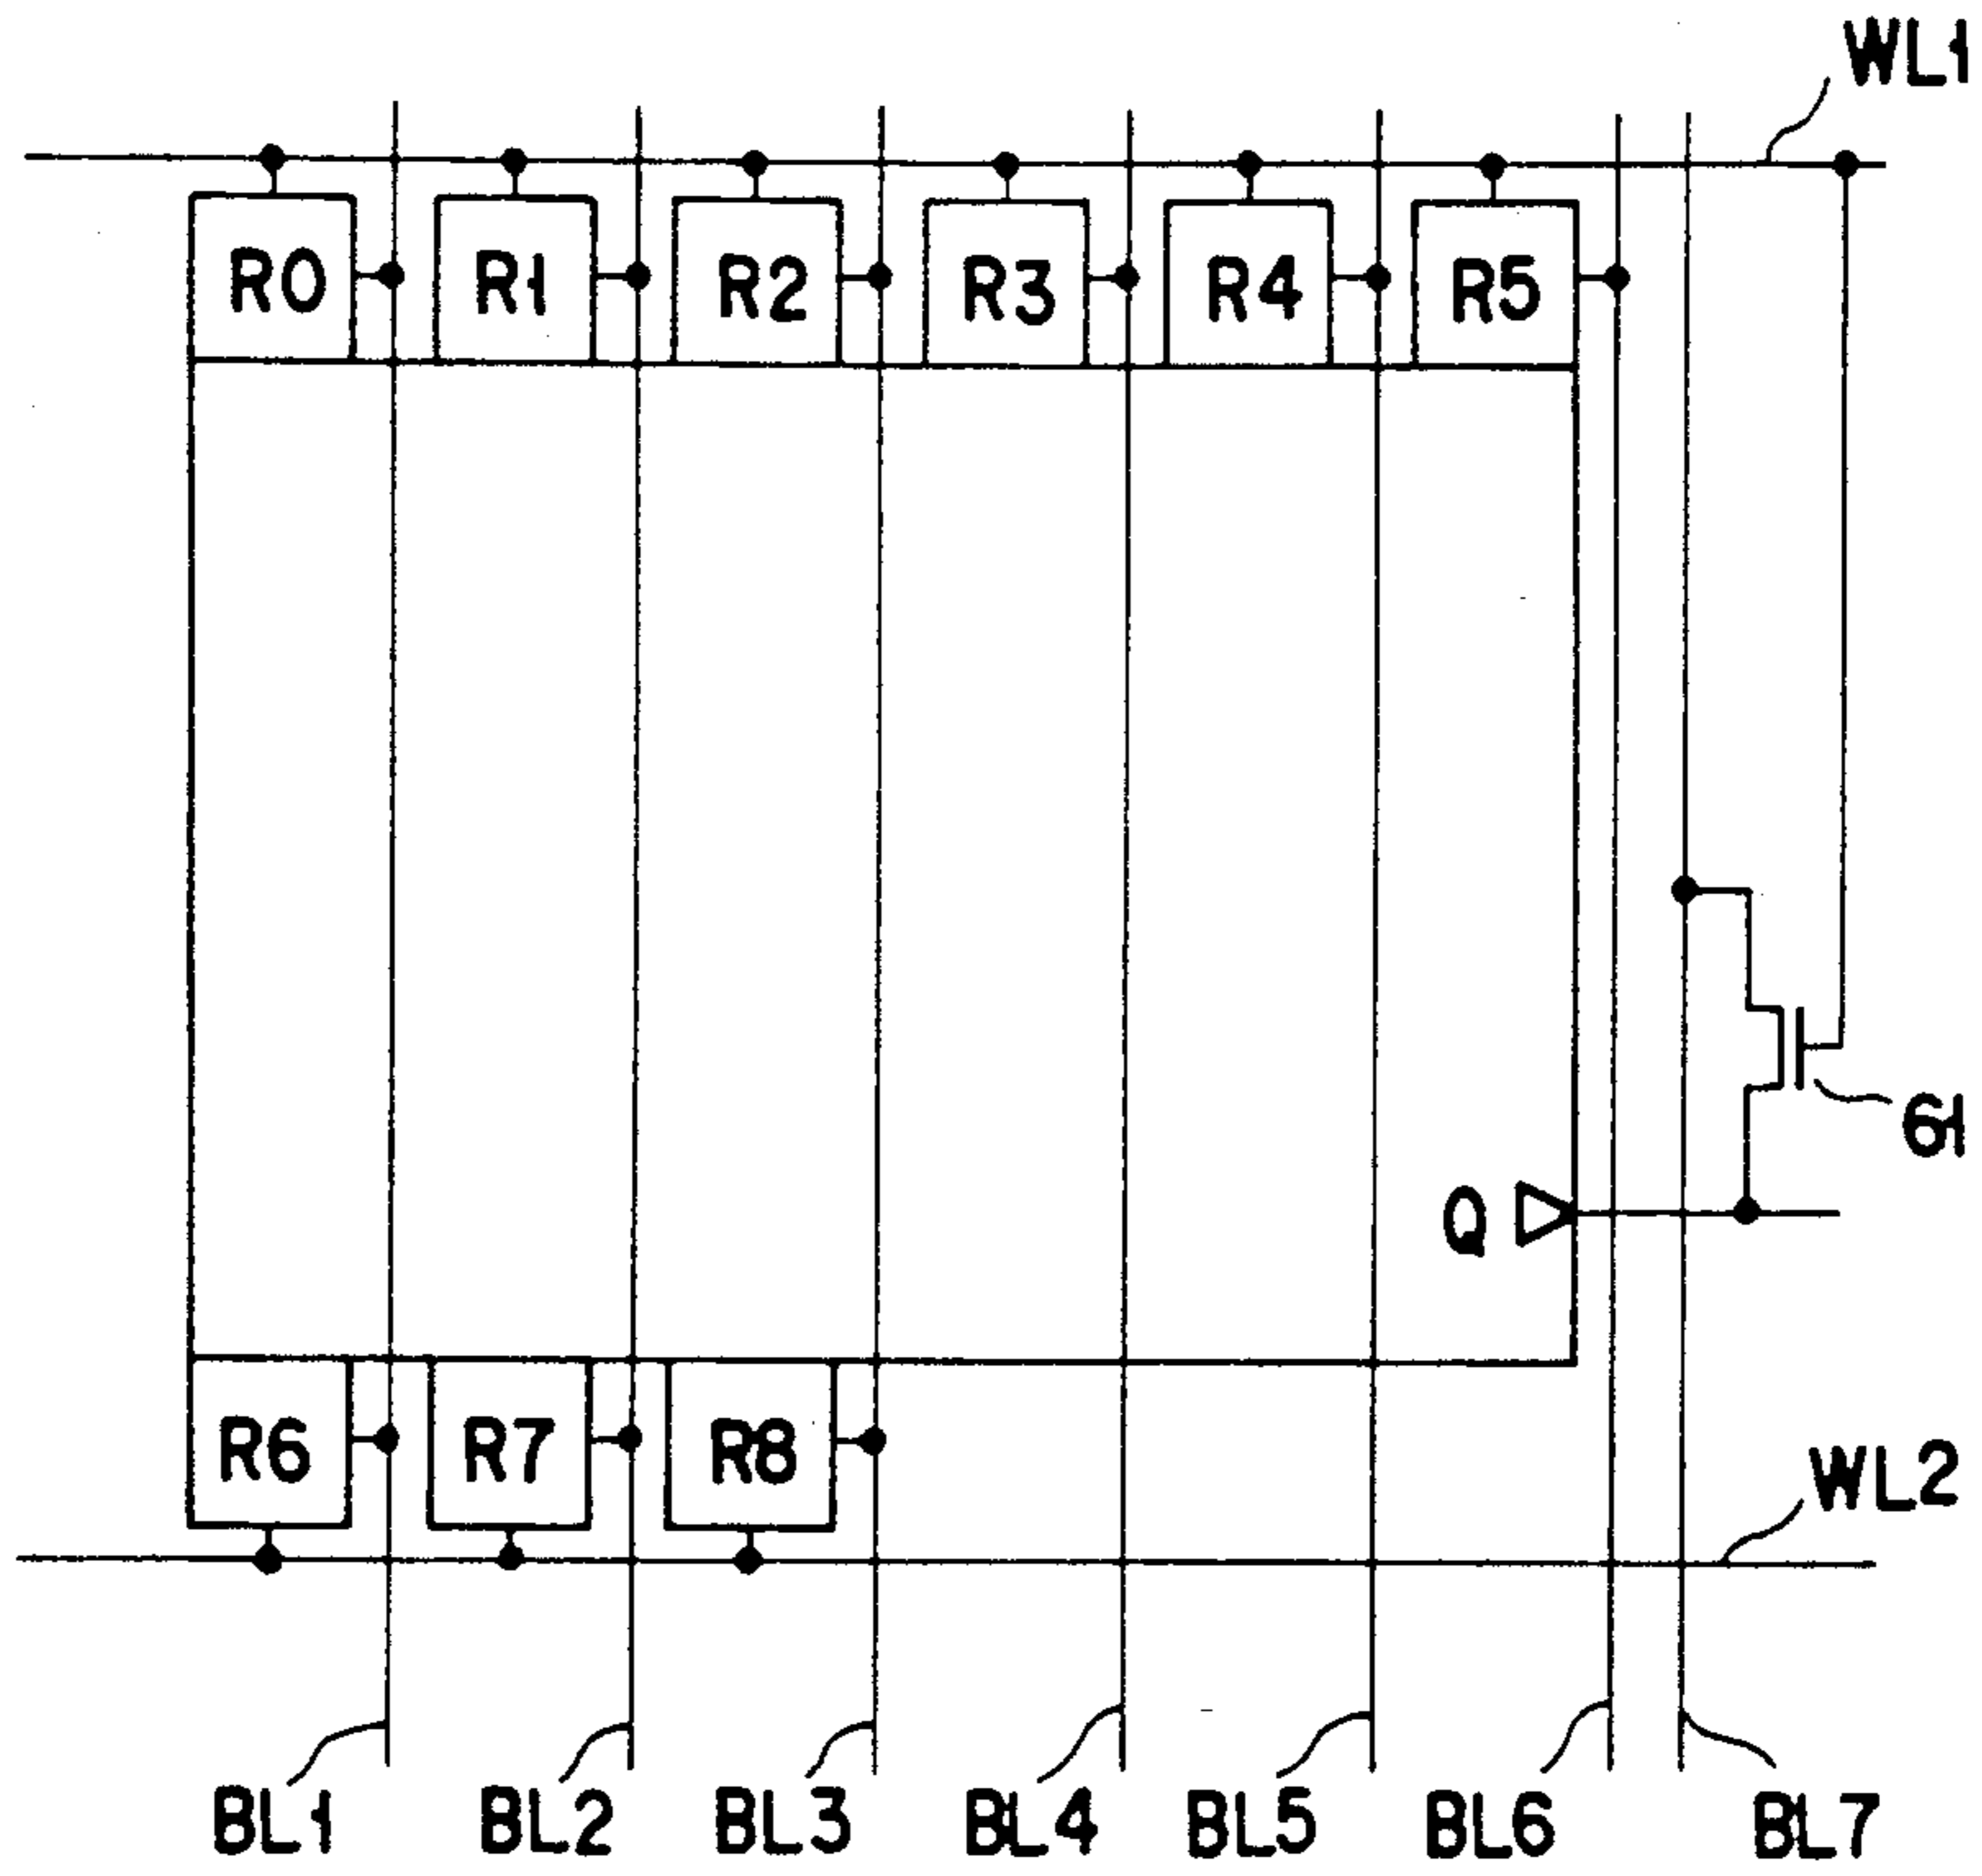 WL1
R0 R1 R2 R3 R4 R5
61
Q
R6 R7 R8
WL2
BL1 BL2 BL3 BL4 BL5 BL6 BL7